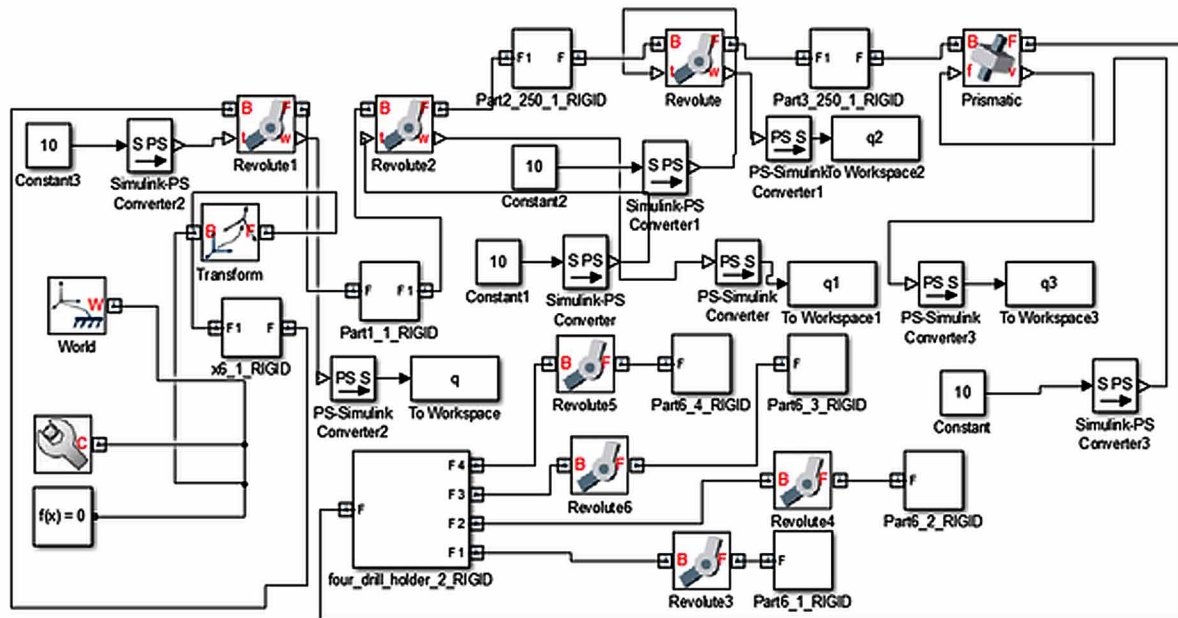 B F
F1 F
Part2_250_1_RIGID
B F
t w
Revolute
F1 F
Part3_250_1_RIGID
B F
f v
Prismatic
10
Constant3
S PS
Simulink-PS
Converter2
B F
t w
Revolute1
B F
t w
Revolute2
10
Constant2
S PS
Simulink-PS
Converter1
PS S
PS-Simulink
Converter1
q2
To Workspace2
B F
Transform
W
World
F1 F
x6_1_RIGID
F F1
Part1_1_RIGID
10
Constant1
S PS
Simulink-PS
Converter
PS S
PS-Simulink
Converter
q1
To Workspace1
PS S
PS-Simulink
Converter3
q3
To Workspace3
PS S
PS-Simulink
Converter2
q
To Workspace
B F
Revolute5
F
Part6_4_RIGID
F
Part6_3_RIGID
10
Constant
S PS
Simulink-PS
Converter3
C
f(x) = 0
F
F4
F3
F2
F1
four_drill_holder_2_RIGID
B F
Revolute6
B F
Revolute4
F
Part6_2_RIGID
B F
Revolute3
F
Part6_1_RIGID